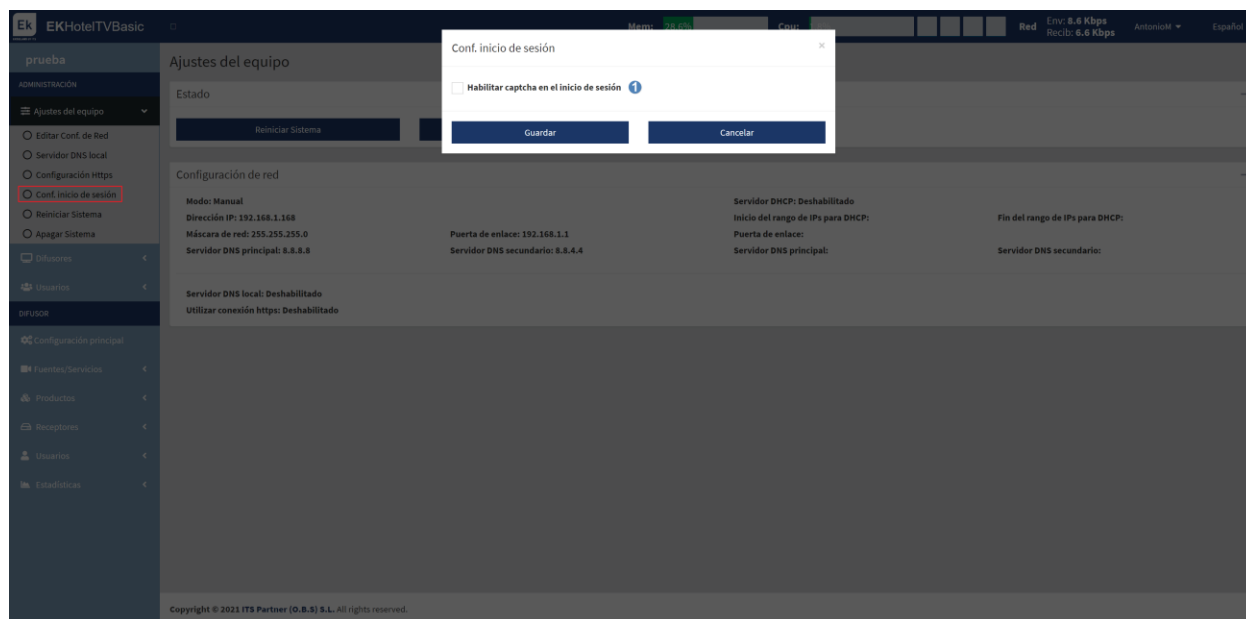 Ek EKHotelTVBasic
Mem: 28.6% Cpu: Red Env: 8.6 Kbps AntonioM Español
Recib: 6.6 Kbps
prueba
ADMINISTRACIÓN
Ajustes del equipo
Editar Conf. de Red
Servidor DNS local
Configuración Https
Conf. inicio de sesión
Reiniciar Sistema
Apagar Sistema
Difusores
Usuarios
DIFUSOR
Configuración principal
Fuentes/Servicios
Productos
Receptores
Usuarios
Estadísticas
Conf. inicio de sesión ×
Habilitar captcha en el inicio de sesión 1
Guardar Cancelar
Ajustes del equipo
Estado
Reiniciar Sistema
Configuración de red
Modo: Manual Servidor DHCP: Deshabilitado
Dirección IP: 192.168.1.168 Inicio del rango de IPs para DHCP: Fin del rango de IPs para DHCP:
Máscara de red: 255.255.255.0 Puerta de enlace: 192.168.1.1 Puerta de enlace:
Servidor DNS principal: 8.8.8.8 Servidor DNS secundario: 8.8.4.4 Servidor DNS principal: Servidor DNS secundario:
Servidor DNS local: Deshabilitado
Utilizar conexión https: Deshabilitado
Copyright © 2021 ITS Partner (O.B.S) S.L. All rights reserved.